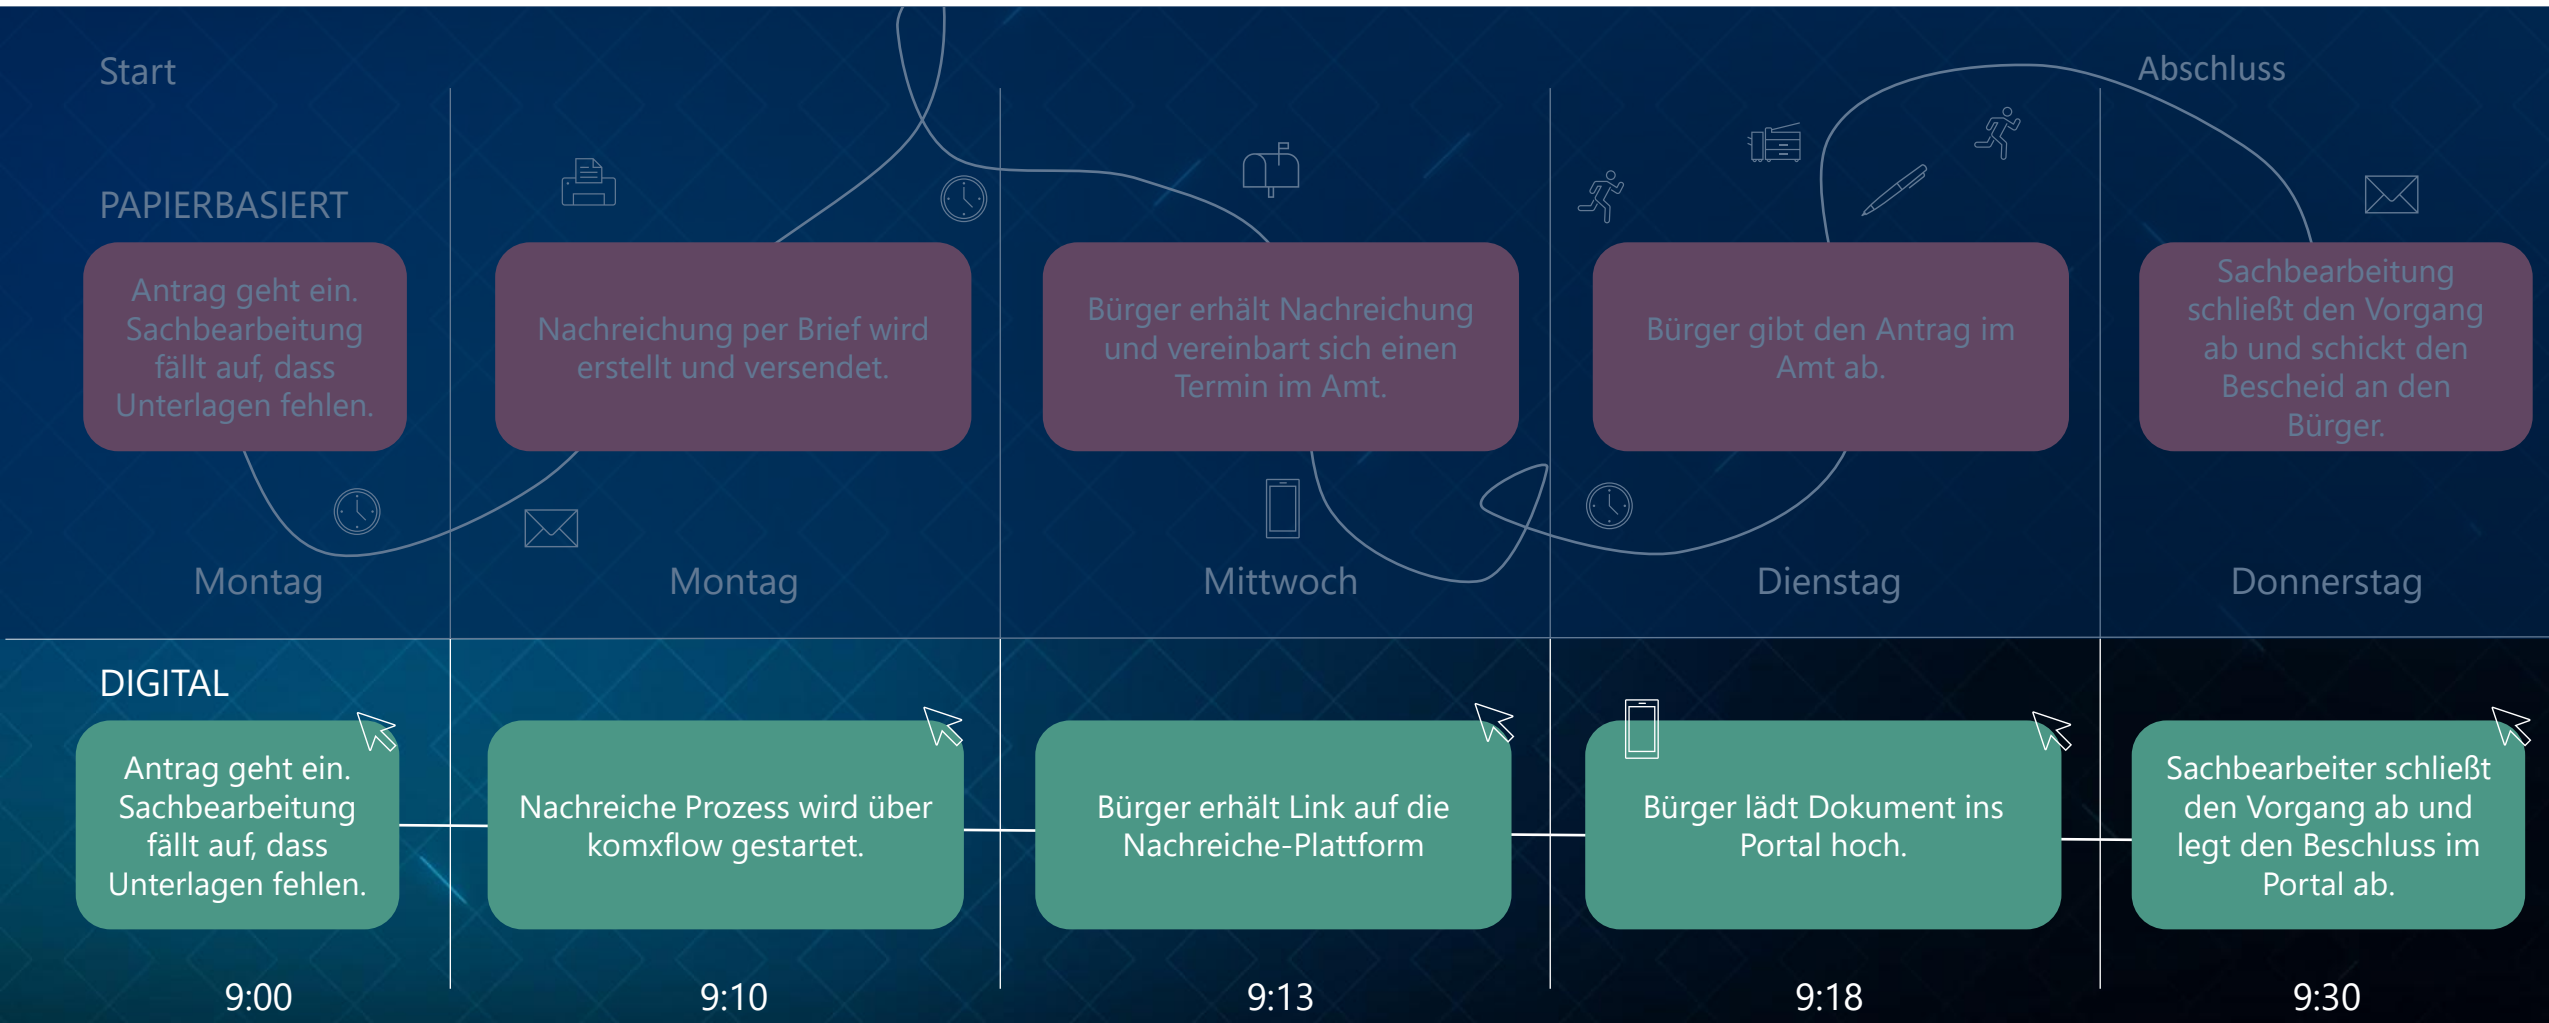 Start
Abschluss
PAPIERBASIERT
Antrag geht ein.
Sachbearbeitung
fällt auf, dass
Unterlagen fehlen.
Nachreichung per Brief wird
erstellt und versendet.
Bürger erhält Nachreichung
und vereinbart sich einen
Termin im Amt.
Bürger gibt den Antrag im
Amt ab.
Sachbearbeitung
schließt den Vorgang
ab und schickt den
Bescheid an den
Bürger.
Montag
Montag
Mittwoch
Dienstag
Donnerstag
DIGITAL
Antrag geht ein.
Sachbearbeitung
fällt auf, dass
Unterlagen fehlen.
Nachreiche Prozess wird über
komxflow gestartet.
Bürger erhält Link auf die
Nachreiche-Plattform
Bürger lädt Dokument ins
Portal hoch.
Sachbearbeiter schließt
den Vorgang ab und
legt den Beschluss im
Portal ab.
9:00
9:10
9:13
9:18
9:30